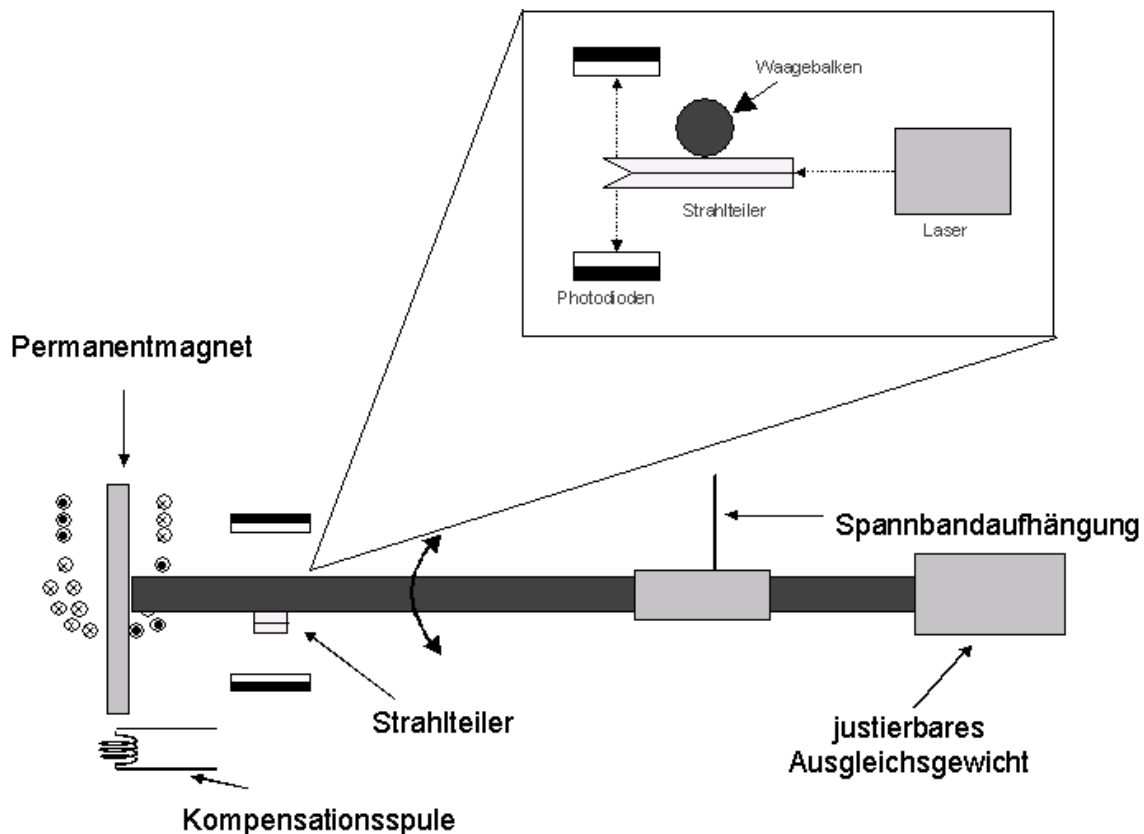 Waagebalken
Strahlteiler
Laser
Photodioden
Permanentmagnet
Spannbandaufhängung
Strahlteiler
justierbares
Ausgleichsgewicht
Kompensationsspule